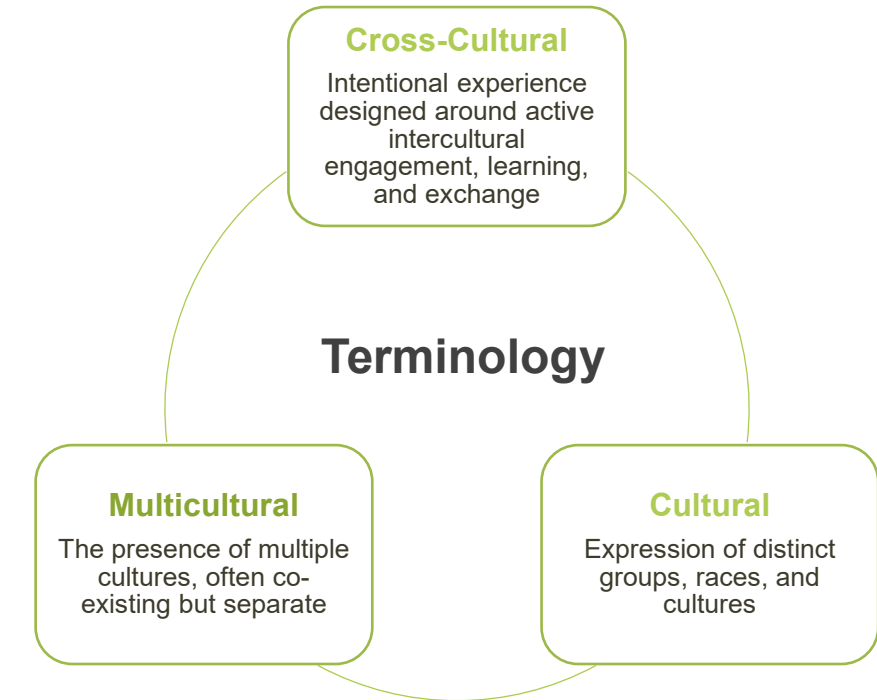 Cross-Cultural
Intentional experience
designed around active
intercultural
engagement, learning,
and exchange
Terminology
Multicultural
The presence of multiple
cultures, often co-
existing but separate
Cultural
Expression of distinct
groups, races, and
cultures